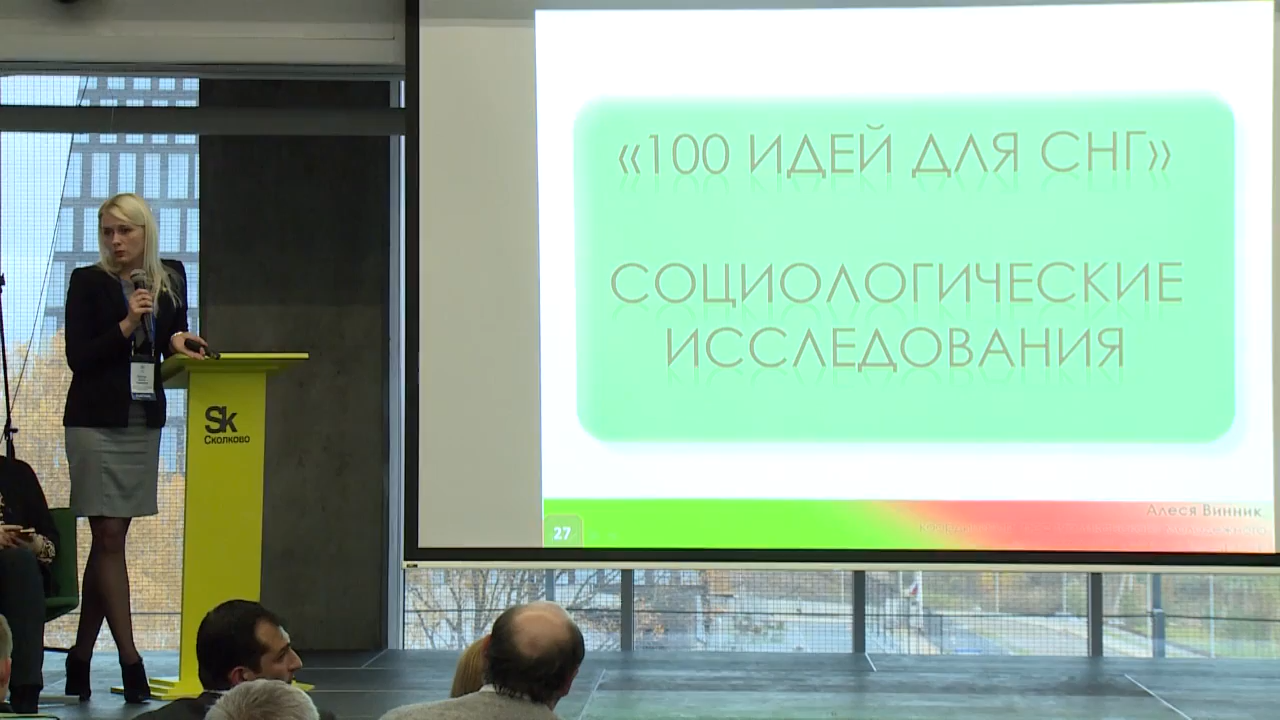 «100 ИДЕЙ ДЛЯ СНГ»
СОЦИОЛОГИЧЕСКИЕ
ИССЛЕДОВАНИЯ
Алеся Винник
27
Sk
Сколково